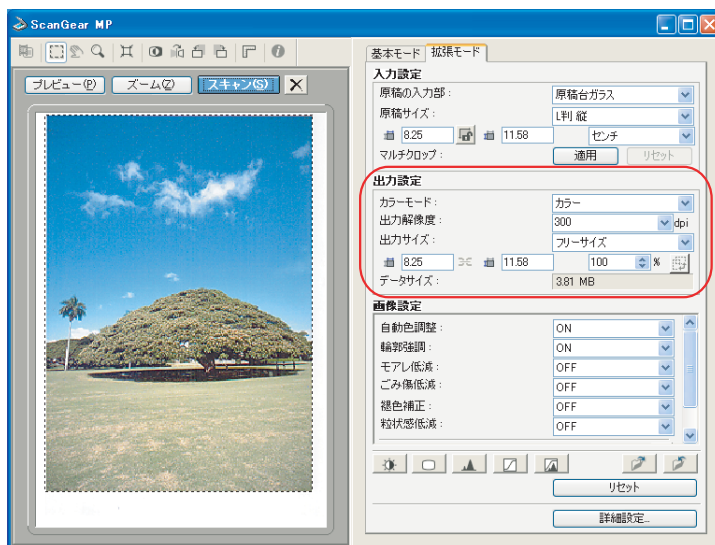 ScanGear MP
基本モード 拡張モード
プレビュー(P) ズーム(Z) スキャン(S)
入力設定
原稿の入力部: 原稿台ガラス
原稿サイズ: L判 縦
8.25 11.58 センチ
マルチクロップ: 適用 リセット
出力設定
カラーモード: カラー
出力解像度: 300 dpi
出力サイズ: フリーサイズ
8.25 11.58 100 %
データサイズ: 3.81 MB
画像設定
自動色調整: ON
輪郭強調: ON
モアレ低減: OFF
ごみ傷低減: OFF
褪色補正: OFF
粒状感低減: OFF
リセット
詳細設定...